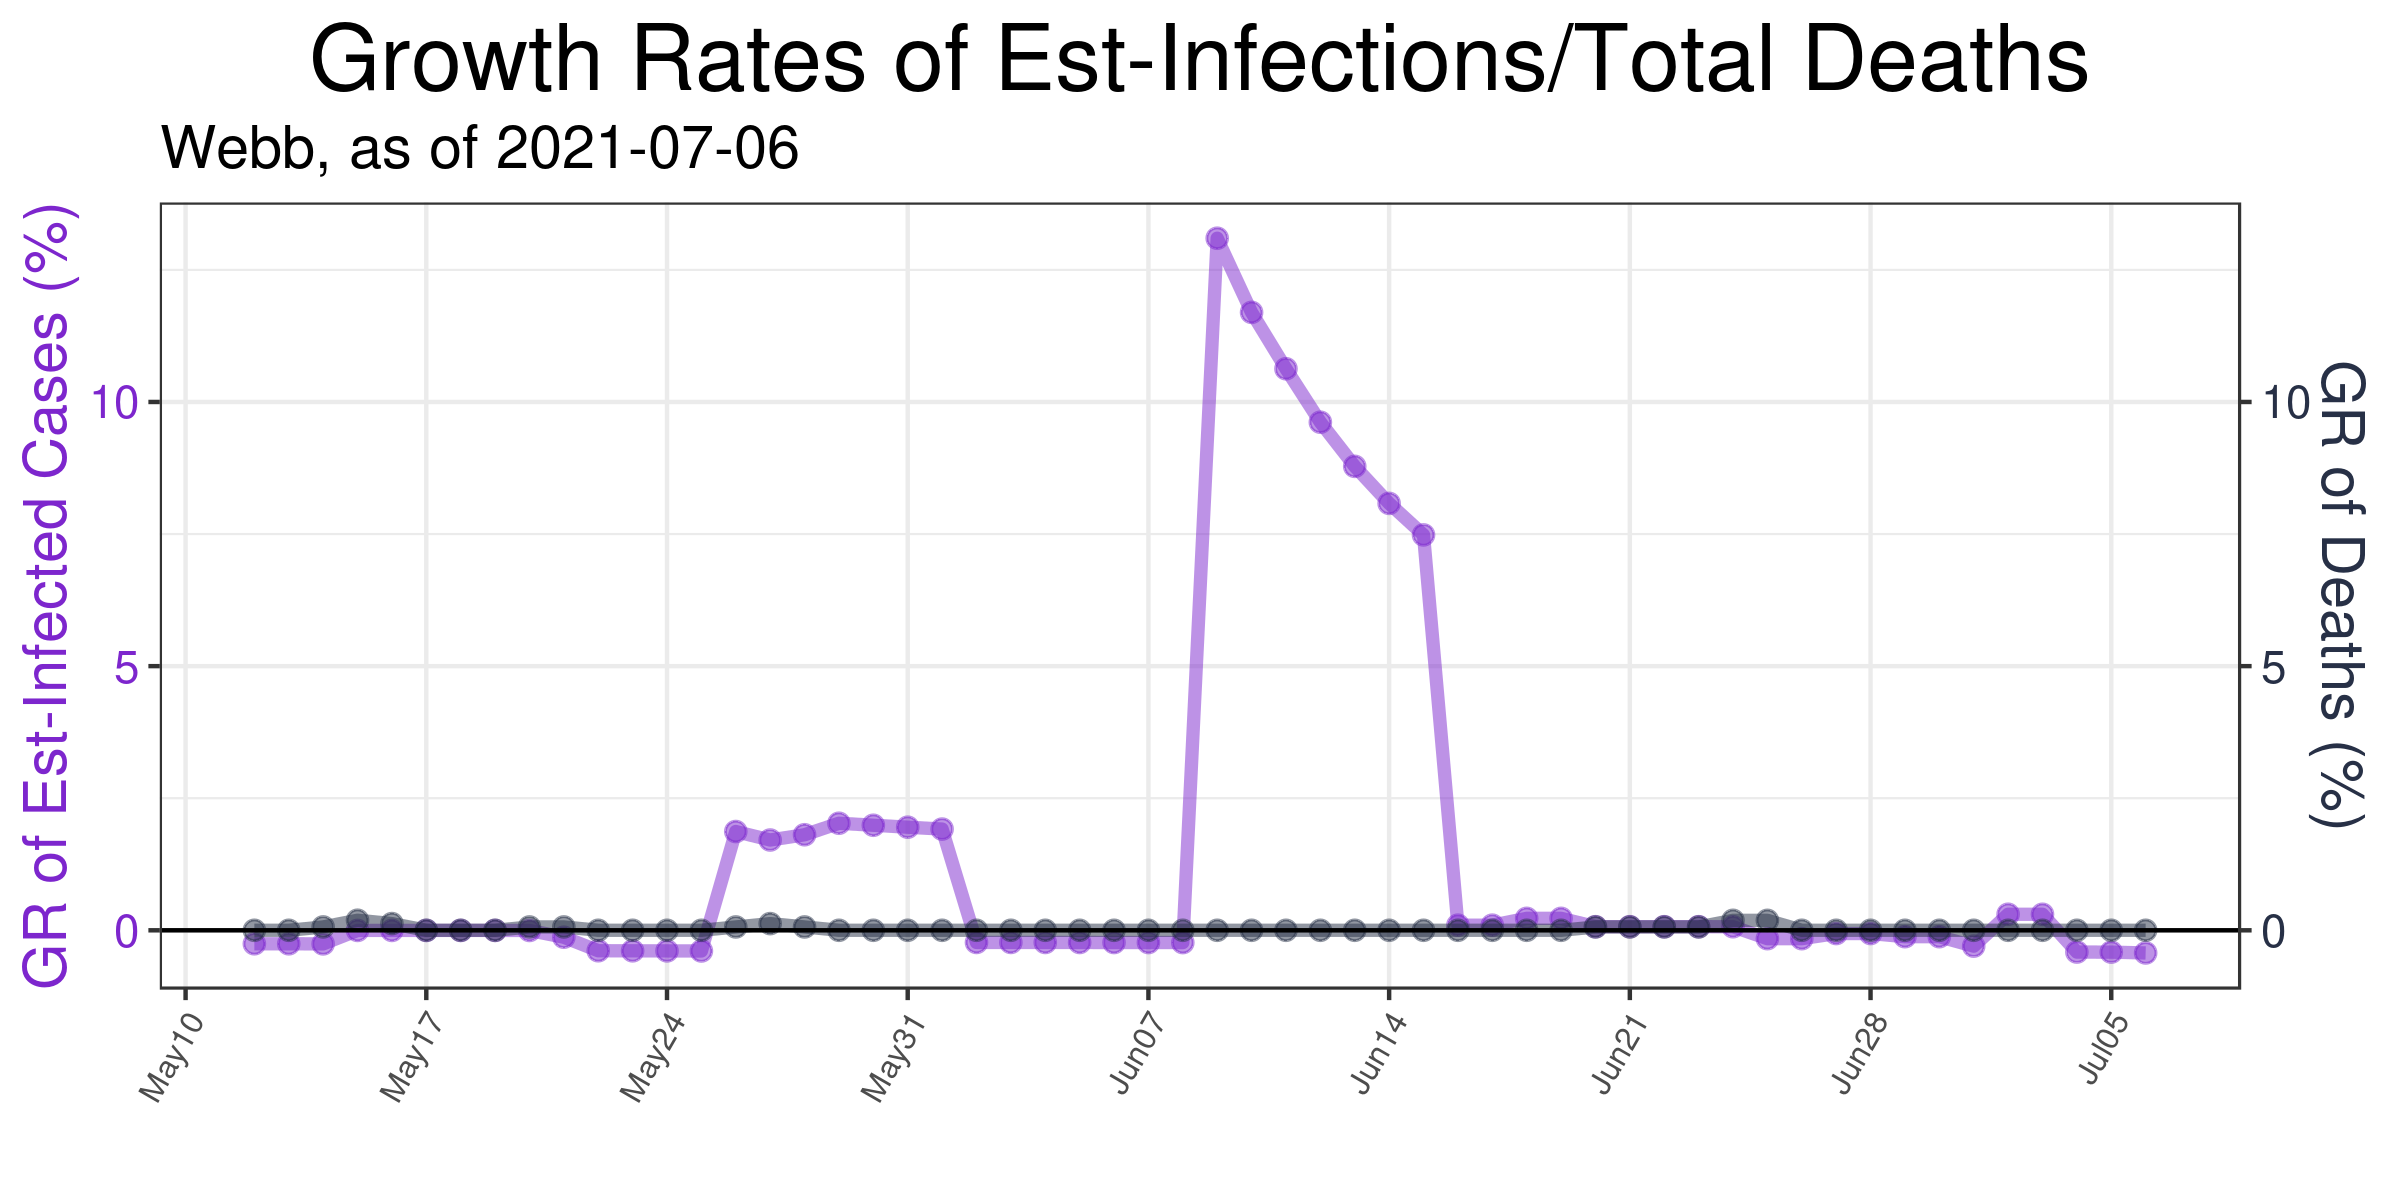 Growth Rates of Est-Infections/Total Deaths
Webb, as of 2021-07-06
GR of Est-Infected Cases (%)
10
5
0
10
5
0
GR of Deaths (%)
May10
May17
May24
May31
Jun07
Jun14
Jun21
Jun28
Jul05